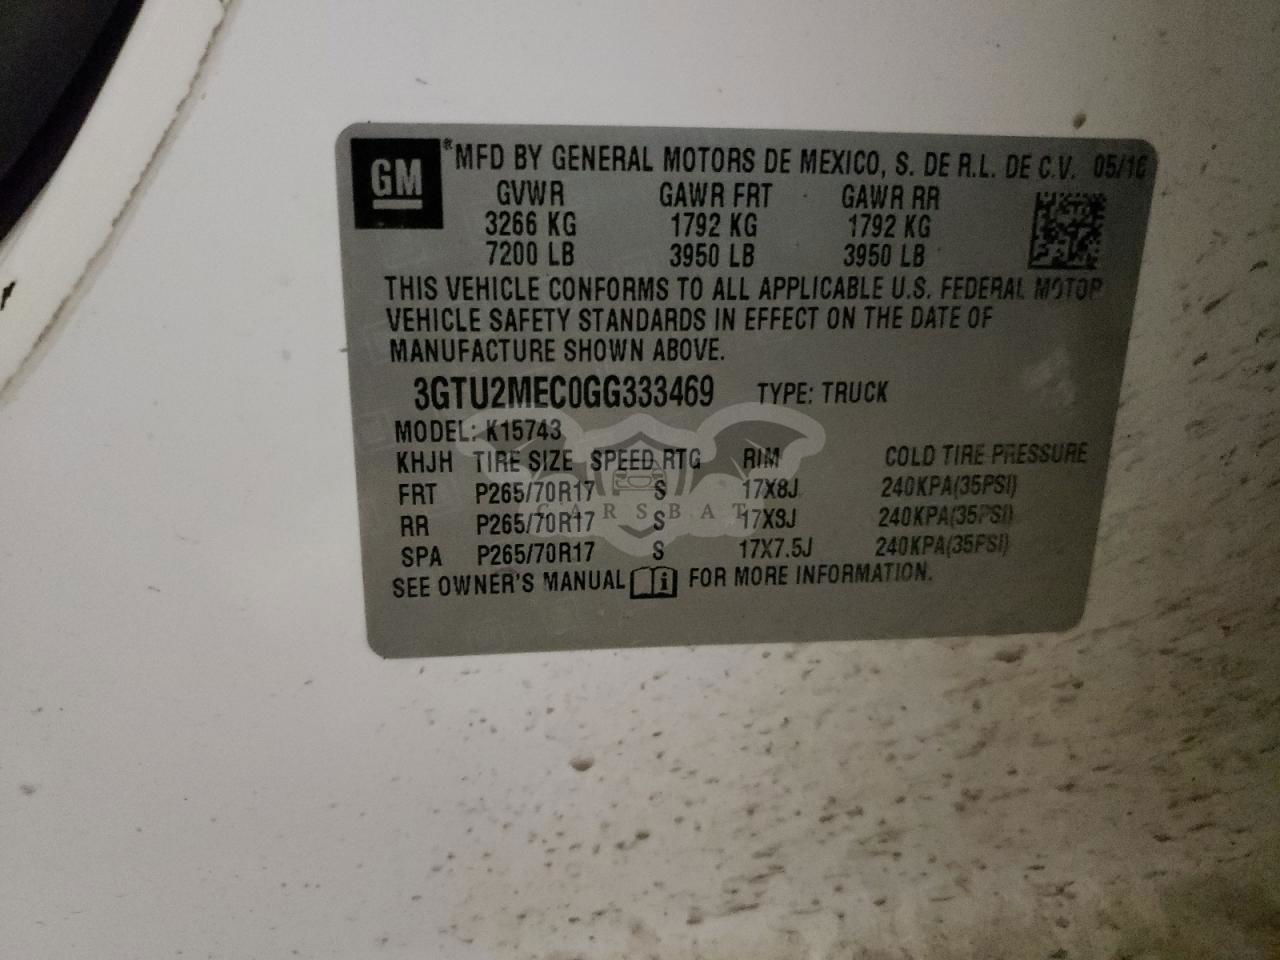 GM
®MFD BY GENERAL MOTORS DE MEXICO, S. DE R.L. DE C.V. 05/16
GVWR GAWR FRT GAWR RR
3266 KG 1792 KG 1792 KG
7200 LB 3950 LB 3950 LB
THIS VEHICLE CONFORMS TO ALL APPLICABLE U.S. FEDERAL MOTOR
VEHICLE SAFETY STANDARDS IN EFFECT ON THE DATE OF
MANUFACTURE SHOWN ABOVE.
3GTU2MEC0GG333469 TYPE: TRUCK
MODEL: K15743
KHJH TIRE SIZE SPEED RTG RIM COLD TIRE PRESSURE
FRT P265/70R17 S 17X8J 240KPA(35PSI)
RR P265/70R17 S 17X8J 240KPA(35PSI)
CARSBAT
SPA P265/70R17 S 17X7.5J 240KPA(35PSI)
SEE OWNER'S MANUAL FOR MORE INFORMATION.